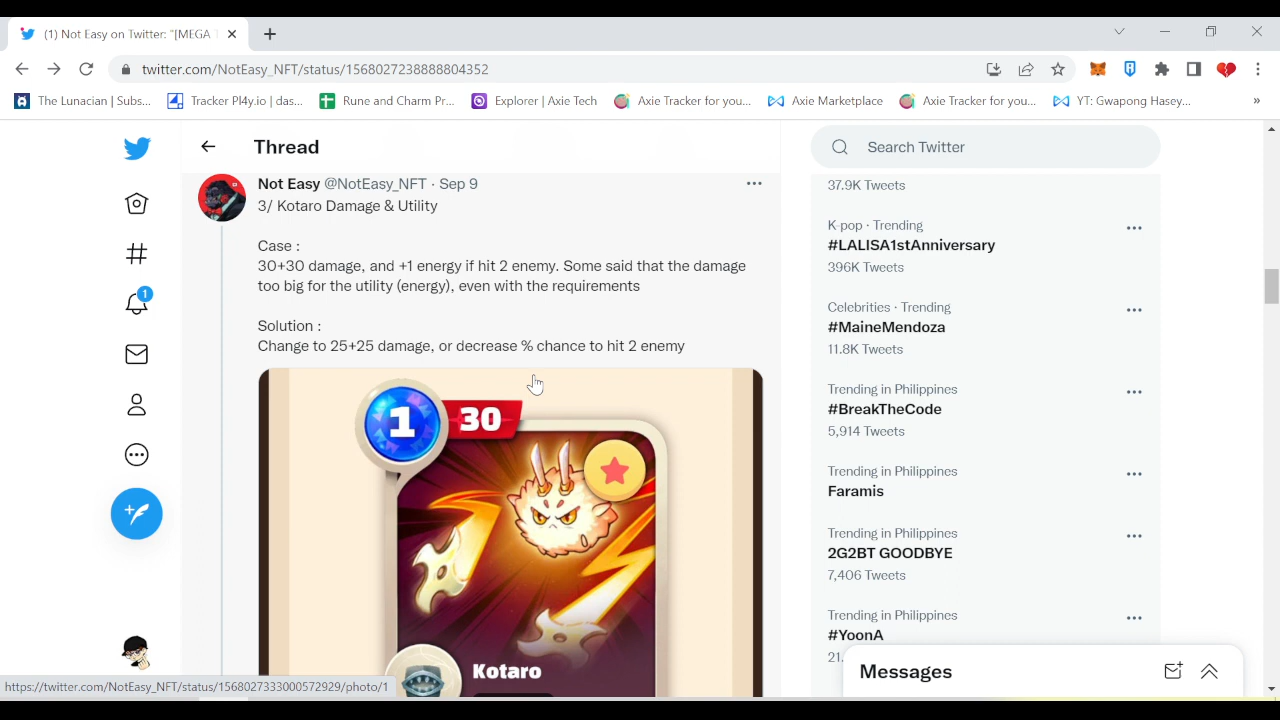 (1) Not Easy on Twitter: "[MEGA T
twitter.com/NotEasy_NFT/status/1568027238888804352
The Lunacian | Subs...
Tracker Pl4y.io | das...
Rune and Charm Pr...
Explorer | Axie Tech
Axie Tracker for you...
Axie Marketplace
Axie Tracker for you...
YT: Gwapong Hasey...
»
1
Thread
Not Easy @NotEasy_NFT · Sep 9
3/ Kotaro Damage & Utility
Case :
30+30 damage, and +1 energy if hit 2 enemy. Some said that the damage
too big for the utility (energy), even with the requirements
Solution :
Change to 25+25 damage, or decrease % chance to hit 2 enemy
1
30
Kotaro
Search Twitter
37.9K Tweets
K-pop · Trending
#LALISA1stAnniversary
396K Tweets
Celebrities · Trending
#MaineMendoza
11.8K Tweets
Trending in Philippines
#BreakTheCode
5,914 Tweets
Trending in Philippines
Faramis
Trending in Philippines
2G2BT GOODBYE
7,406 Tweets
Trending in Philippines
#YoonA
21.
Messages
https://twitter.com/NotEasy_NFT/status/1568027333000572929/photo/1